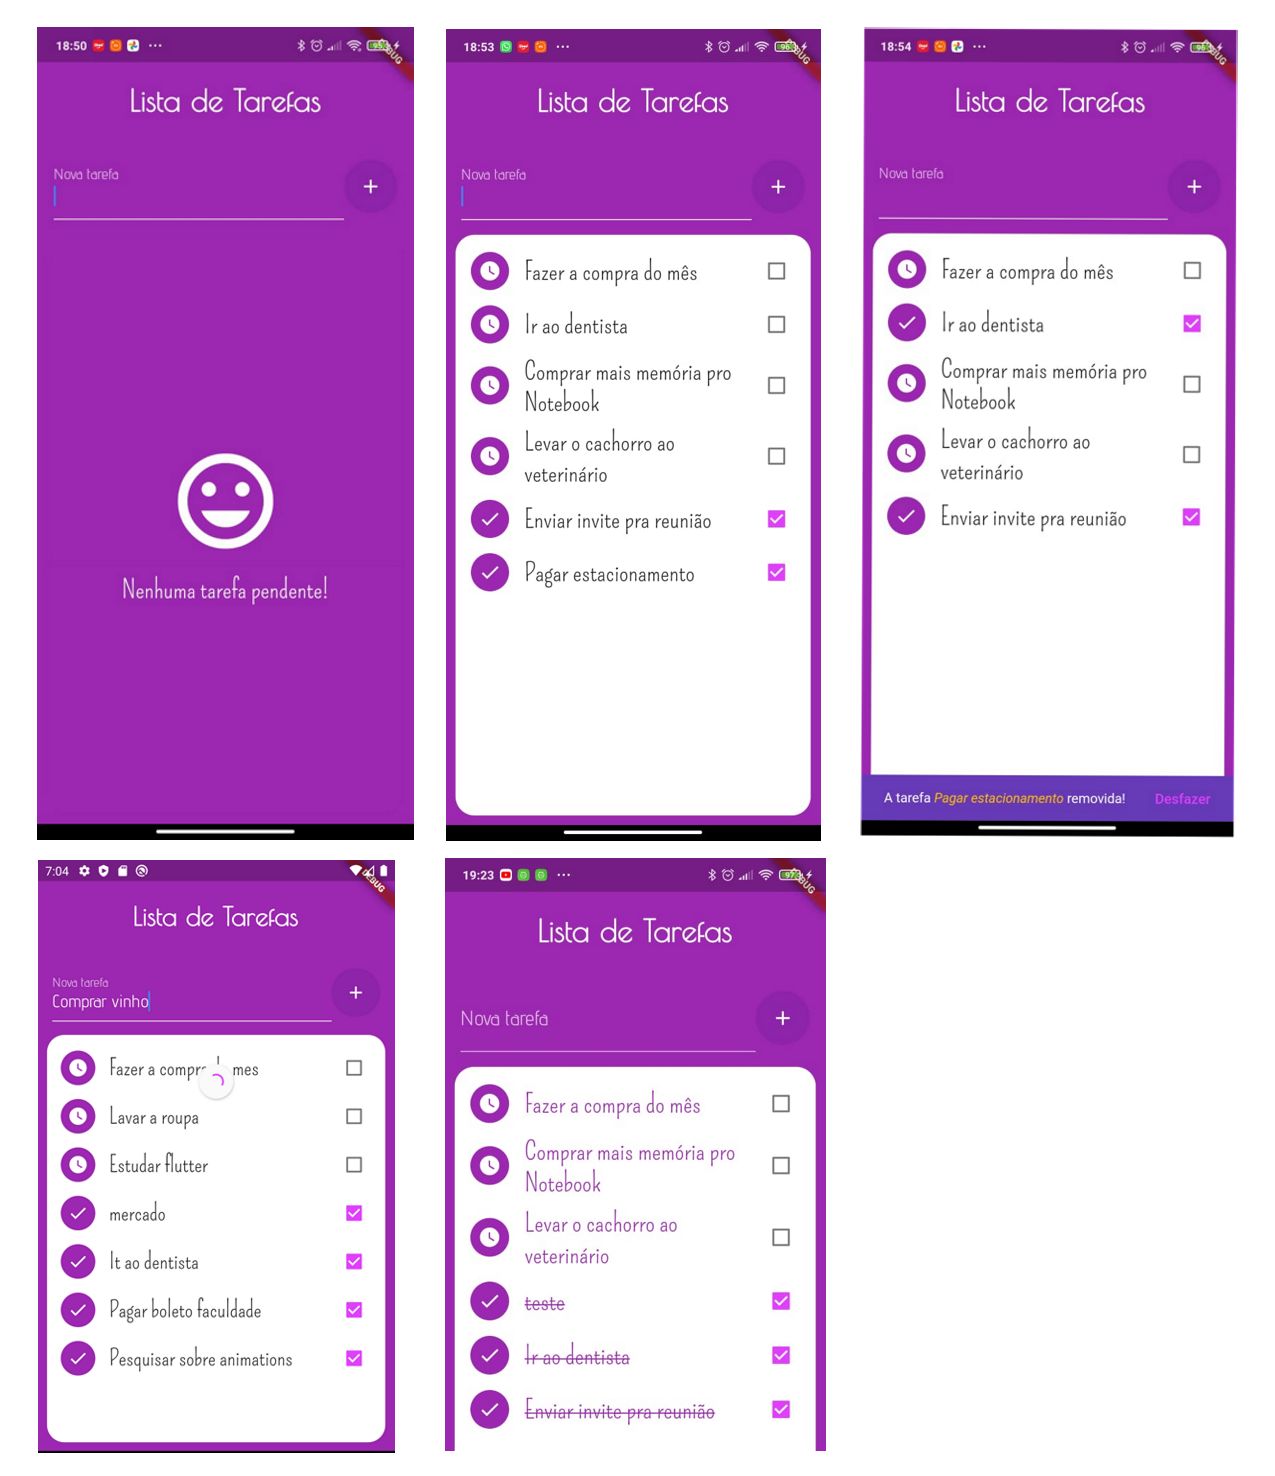 18:50
95
DEBUG
Lista de Tarefas
Nova tarefa
Nenhuma tarefa pendente!
18:53
96
DEBUG
Lista de Tarefas
Nova tarefa
Fazer a compra do mês
Ir ao dentista
Comprar mais memória pro
Notebook
Levar o cachorro ao
veterinário
Enviar invite pra reunião
Pagar estacionamento
18:54
96
DEBUG
Lista de Tarefas
Nova tarefa
Fazer a compra do mês
Ir ao dentista
Comprar mais memória pro
Notebook
Levar o cachorro ao
veterinário
Enviar invite pra reunião
A tarefa Pagar estacionamento removida! Desfazer
7:04
DEBUG
Lista de Tarefas
Nova tarefa
Comprar vinho
Fazer a mes
Lavar a roupa
Estudar flutter
mercado
It ao dentista
Pagar boleto faculdade
Pesquisar sobre animations
19:23
97
DEBUG
Lista de Tarefas
Nova tarefa
Fazer a compra do mês
Comprar mais memória pro
Notebook
Levar o cachorro ao
veterinário
teste
Ir ao dentista
Enviar invite pra reunião